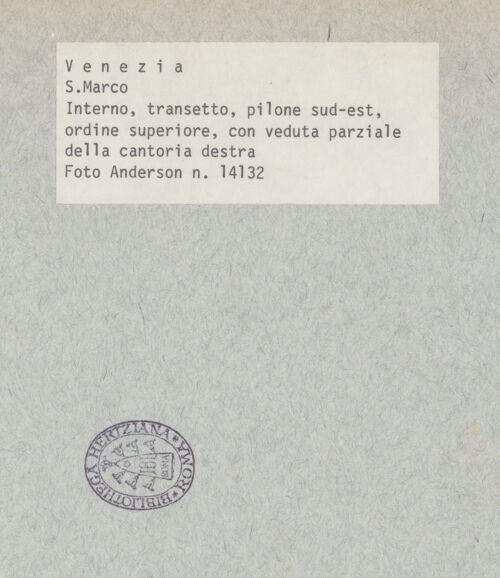 V e n e z i a
S.Marco
Interno, transetto, pilone sud-est,
ordine superiore, con veduta parziale
della cantoria destra
Foto Anderson n. 14132
BIBLIOTHECA HERTZIANA * ROMA *
ROMA